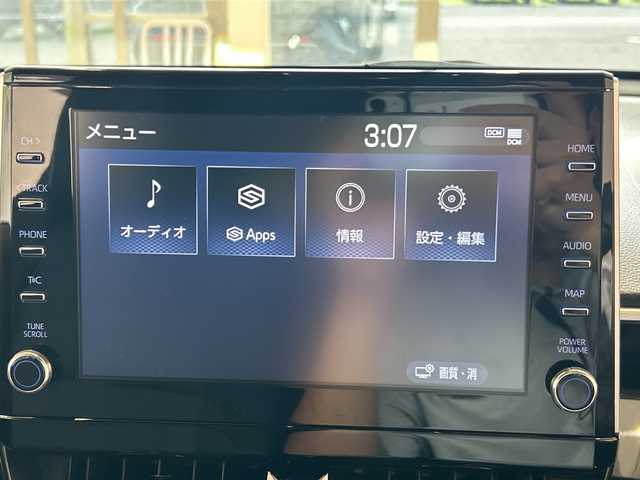 CH >
<TRACK
PHONE
T<C
TUNE
SCROLL
メニュー
3:07
DCM
DCM
オーディオ
Apps
情報
設定・編集
画質・消
HOME
MENU
AUDIO
MAP
POWER
VOLUME